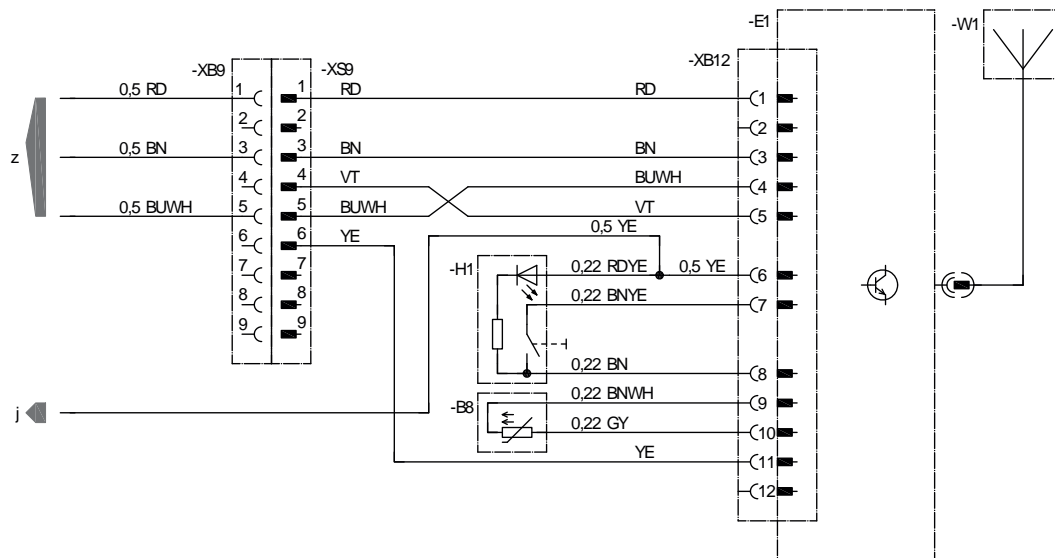 -E1
-W1
-XB9
-XS9
-XB12
0,5 RD
1
1
RD
RD
1
2
2
2
z
0,5 BN
3
3
BN
BN
3
4
4
VT
BUWH
4
0,5 BUWH
5
5
BUWH
VT
5
6
6
YE
0,5 YE
-H1
7
7
0,22 RDYE
0,5 YE
6
8
8
0,22 BNYE
7
9
9
0,22 BN
8
j
-B8
0,22 BNWH
9
0,22 GY
10
YE
11
12